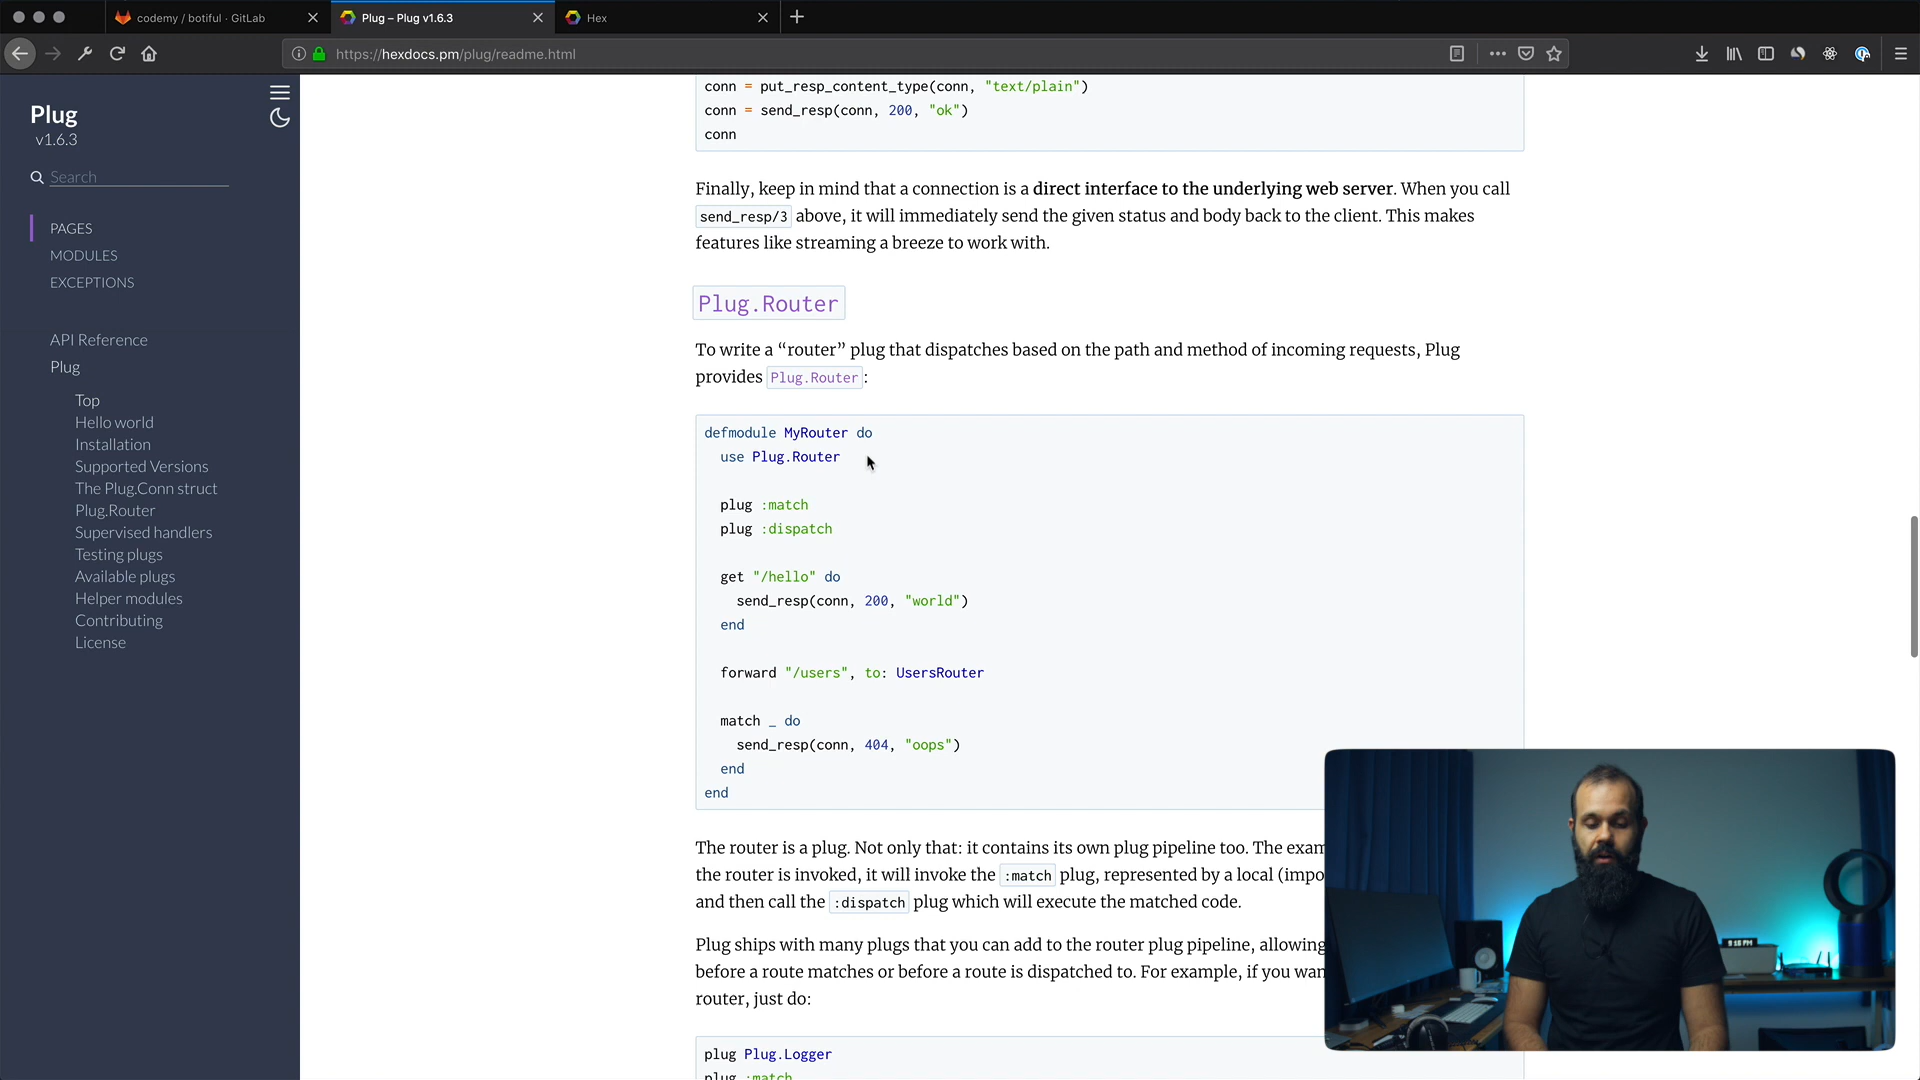 codemy / botiful · GitLab
Plug – Plug v1.6.3
Hex
https://hexdocs.pm/plug/readme.html
Plug
v1.6.3
Search
PAGES
MODULES
EXCEPTIONS
API Reference
Plug
Top
Hello world
Installation
Supported Versions
The Plug.Conn struct
Plug.Router
Supervised handlers
Testing plugs
Available plugs
Helper modules
Contributing
License
conn = put_resp_content_type(conn, "text/plain")
conn = send_resp(conn, 200, "ok")
conn
Finally, keep in mind that a connection is a direct interface to the underlying web server. When you call
send_resp/3 above, it will immediately send the given status and body back to the client. This makes
features like streaming a breeze to work with.
Plug.Router
To write a “router” plug that dispatches based on the path and method of incoming requests, Plug
provides Plug.Router:
defmodule MyRouter do
  use Plug.Router
  plug :match
  plug :dispatch
  get "/hello" do
    send_resp(conn, 200, "world")
  end
  forward "/users", to: UsersRouter
  match _ do
    send_resp(conn, 404, "oops")
  end
end
The router is a plug. Not only that: it contains its own plug pipeline too. The exam
the router is invoked, it will invoke the :match plug, represented by a local (impo
and then call the :dispatch plug which will execute the matched code.
Plug ships with many plugs that you can add to the router plug pipeline, allowing
before a route matches or before a route is dispatched to. For example, if you wan
router, just do:
plug Plug.Logger
plug :match